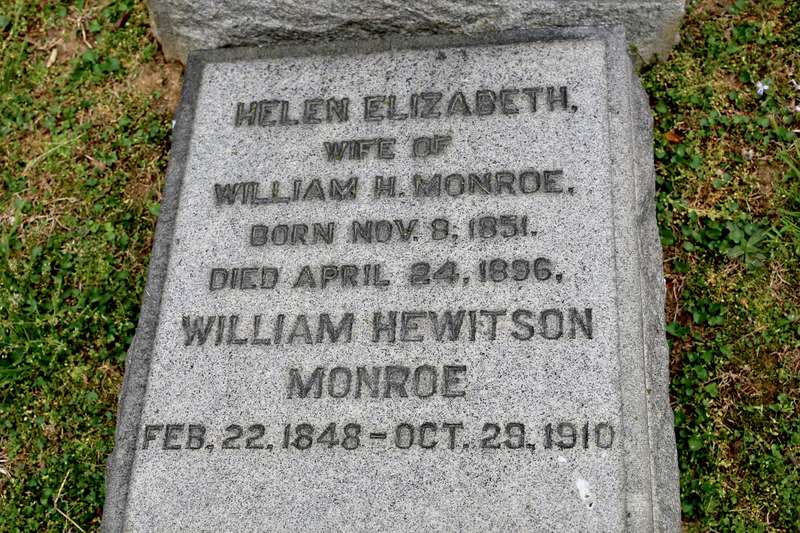 HELEN ELIZABETH,
WIFE OF
WILLIAM H. MONROE,
BORN NOV. 9, 1851.
DIED APRIL 24, 1896.
WILLIAM HEWITSON
MONROE
FEB. 22, 1848 - OCT. 29, 1910